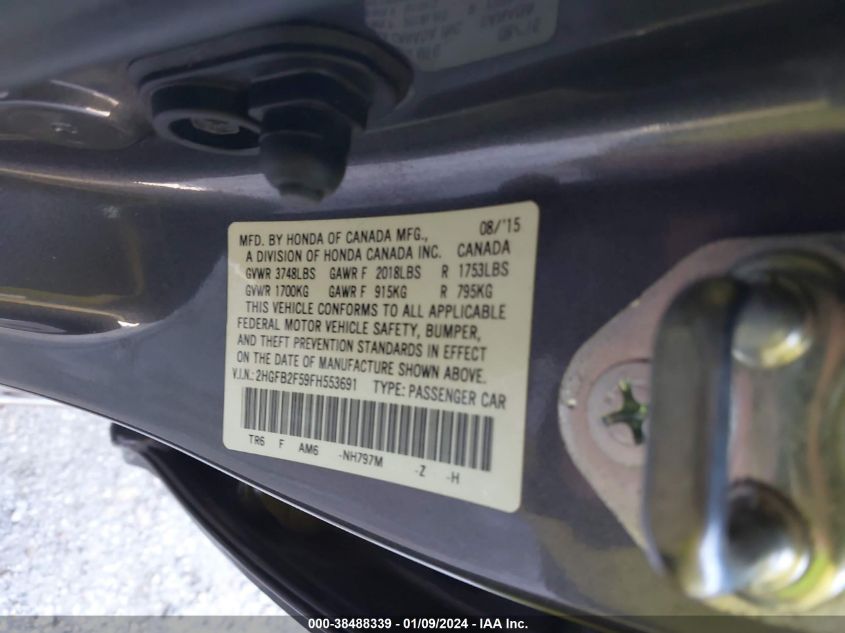 MFD. BY HONDA OF CANADA MFG., 08/'15
A DIVISION OF HONDA CANADA INC. CANADA
GVWR 3748LBS GAWR F 2018LBS R 1753LBS
GVWR 1700KG GAWR F 915KG R 795KG
THIS VEHICLE CONFORMS TO ALL APPLICABLE
FEDERAL MOTOR VEHICLE SAFETY, BUMPER,
AND THEFT PREVENTION STANDARDS IN EFFECT
ON THE DATE OF MANUFACTURE SHOWN ABOVE.
V.I.N.: 2HGFB2F59FH553691 TYPE: PASSENGER CAR
TR6 F AM6 -NH797M -Z -H
000-38488339 - 01/09/2024 - IAA Inc.